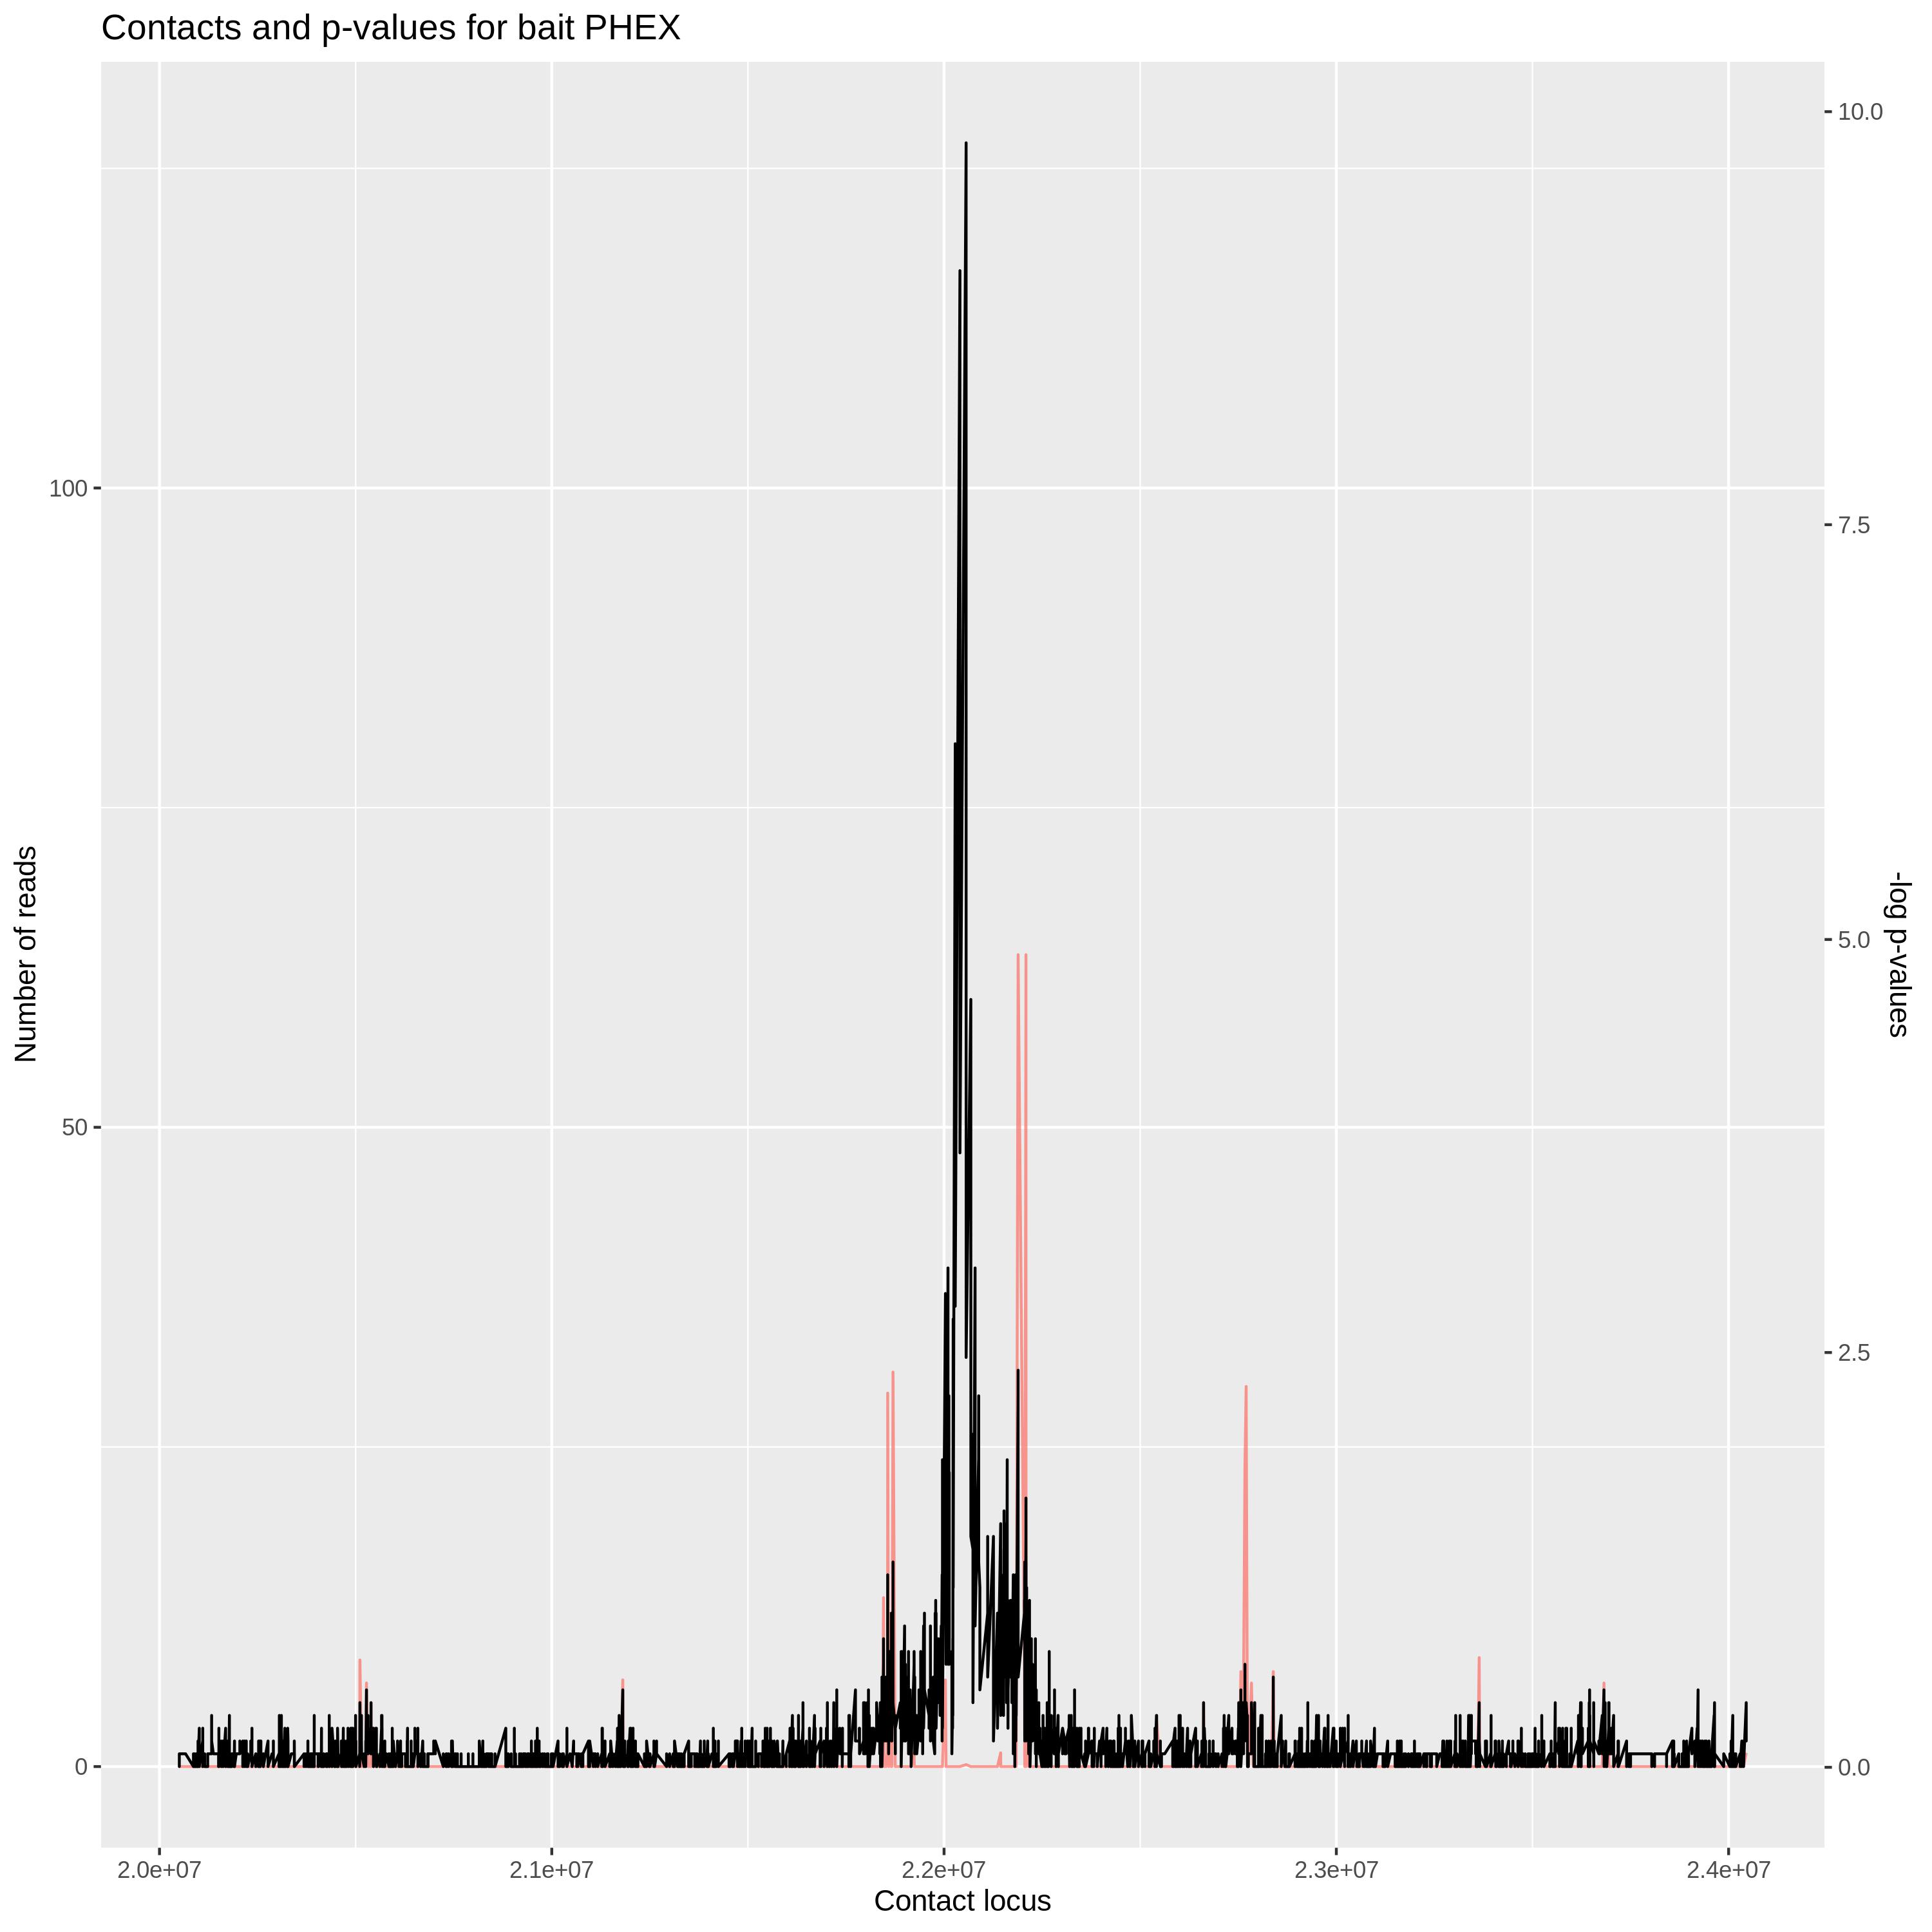 Contacts and p-values for bait PHEX
10.0
100
7.5
Number of reads
-log p-values
5.0
50
2.5
0
0.0
2.0e+07 2.1e+07 2.2e+07 2.3e+07 2.4e+07
Contact locus